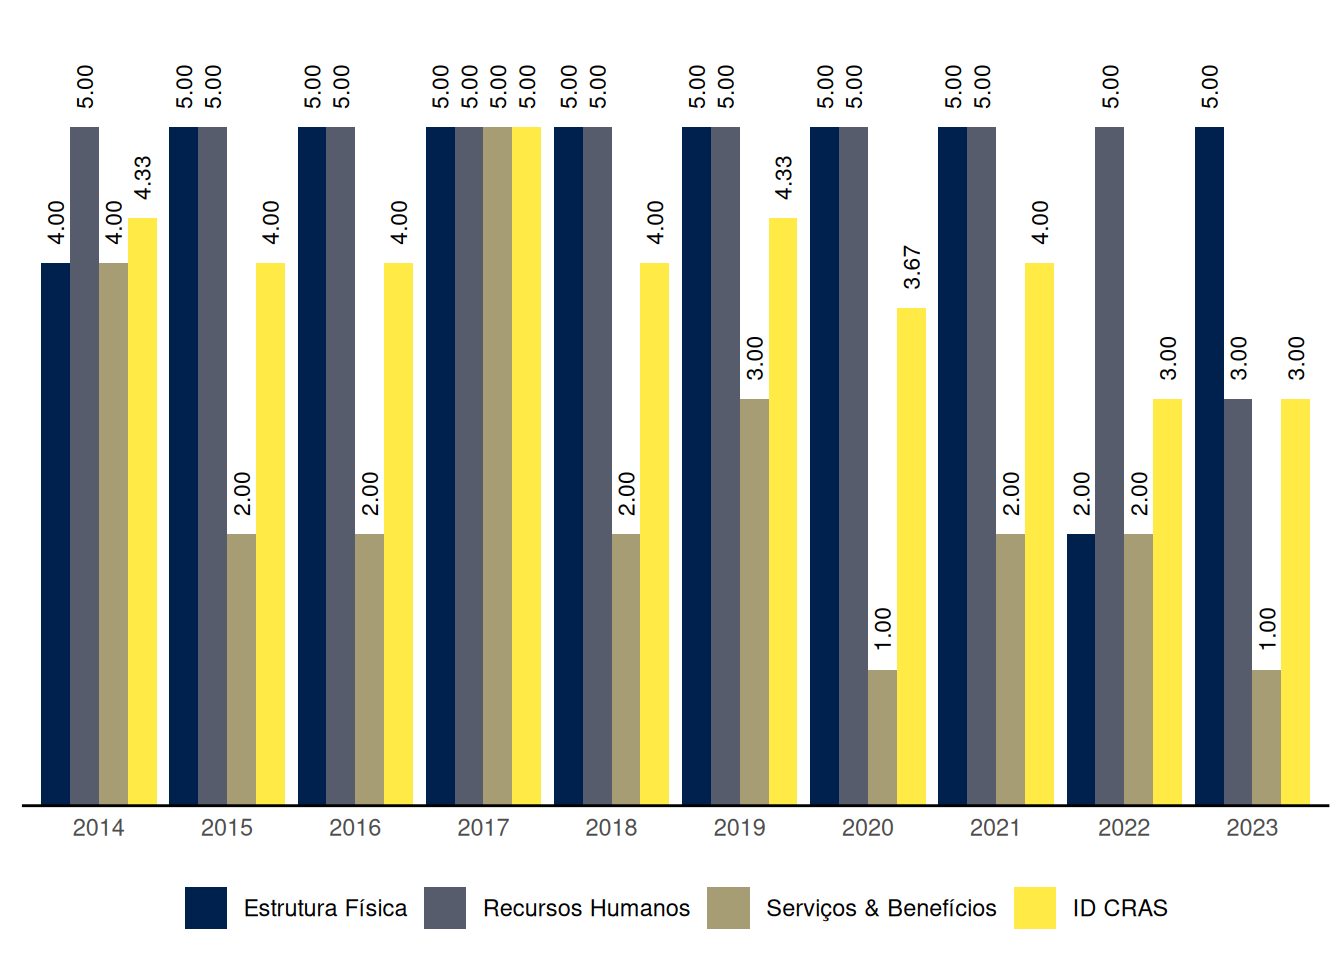 4.00 5.00 4.00 4.33 5.00 5.00 2.00 4.00 5.00 5.00 2.00 4.00 5.00 5.00 5.00 5.00 5.00 5.00 2.00 4.00 5.00 5.00 3.00 4.33 5.00 5.00 1.00 3.67 5.00 5.00 2.00 4.00 2.00 5.00 2.00 3.00 5.00 3.00 1.00 3.00
2014 2015 2016 2017 2018 2019 2020 2021 2022 2023
Estrutura Física Recursos Humanos Serviços & Benefícios ID CRAS